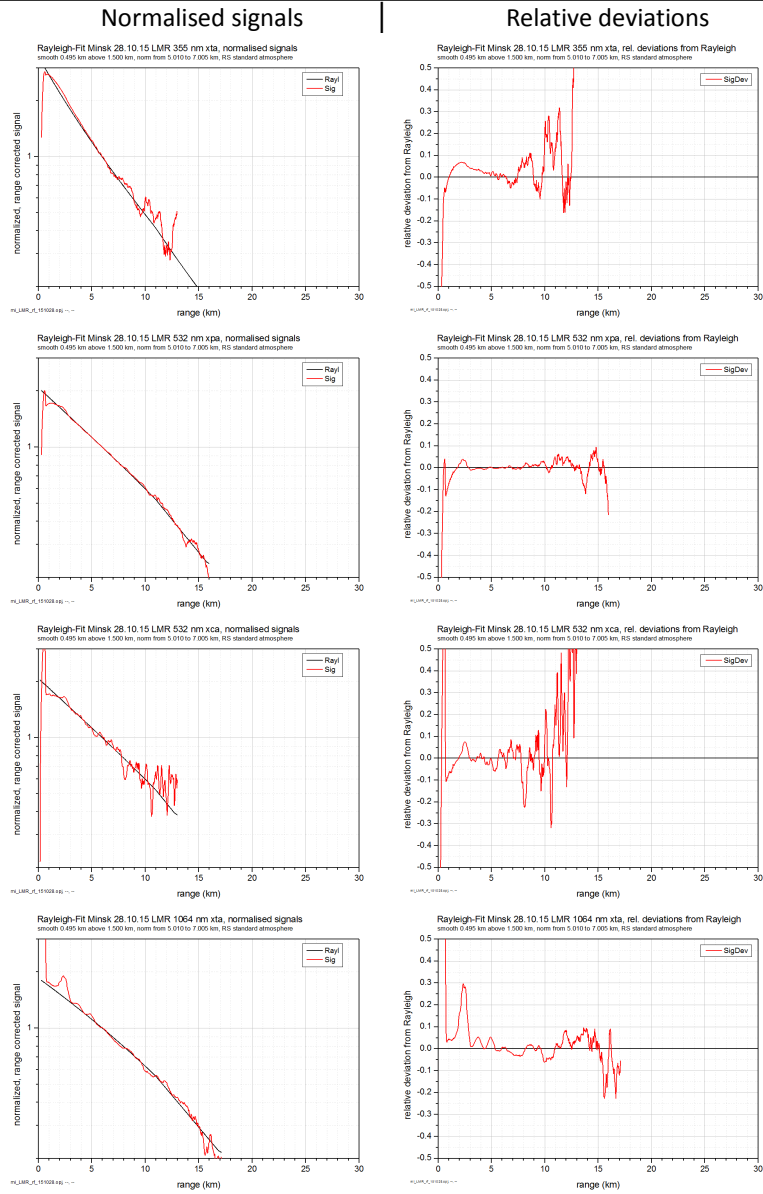 Normalised signals | Relative deviations
Rayleigh-Fit Minsk 28.10.15 LMR 355 nm xta, normalised signals
smooth 0.495 km above 1.500 km, norm from 5.010 to 7.005 km, RS standard atmosphere
Rayl
Sig
normalized, range corrected signal
1
0 5 10 15 20 25 30
range (km)
mi_LMR_rf_151028.opj --, --
Rayleigh-Fit Minsk 28.10.15 LMR 355 nm xta, rel. deviations from Rayleigh
smooth 0.495 km above 1.500 km, norm from 5.010 to 7.005 km, RS standard atmosphere
SigDev
relative deviation from Rayleigh
0.5
0.4
0.3
0.2
0.1
0.0
-0.1
-0.2
-0.3
-0.4
-0.5
0 5 10 15 20 25 30
range (km)
mi_LMR_rf_151028.opj --, --
Rayleigh-Fit Minsk 28.10.15 LMR 532 nm xpa, normalised signals
smooth 0.495 km above 1.500 km, norm from 5.010 to 7.005 km, RS standard atmosphere
Rayl
Sig
normalized, range corrected signal
1
0 5 10 15 20 25 30
range (km)
mi_LMR_rf_151028.opj --, --
Rayleigh-Fit Minsk 28.10.15 LMR 532 nm xpa, rel. deviations from Rayleigh
smooth 0.495 km above 1.500 km, norm from 5.010 to 7.005 km, RS standard atmosphere
SigDev
relative deviation from Rayleigh
0.5
0.4
0.3
0.2
0.1
0.0
-0.1
-0.2
-0.3
-0.4
-0.5
0 5 10 15 20 25 30
range (km)
mi_LMR_rf_151028.opj --, --
Rayleigh-Fit Minsk 28.10.15 LMR 532 nm xca, normalised signals
smooth 0.495 km above 1.500 km, norm from 5.010 to 7.005 km, RS standard atmosphere
Rayl
Sig
normalized, range corrected signal
1
0 5 10 15 20 25 30
range (km)
mi_LMR_rf_151028.opj --, --
Rayleigh-Fit Minsk 28.10.15 LMR 532 nm xca, rel. deviations from Rayleigh
smooth 0.495 km above 1.500 km, norm from 5.010 to 7.005 km, RS standard atmosphere
SigDev
relative deviation from Rayleigh
0.5
0.4
0.3
0.2
0.1
0.0
-0.1
-0.2
-0.3
-0.4
-0.5
0 5 10 15 20 25 30
range (km)
mi_LMR_rf_151028.opj --, --
Rayleigh-Fit Minsk 28.10.15 LMR 1064 nm xta, normalised signals
smooth 0.495 km above 1.500 km, norm from 5.010 to 7.005 km, RS standard atmosphere
Rayl
Sig
normalized, range corrected signal
1
0 5 10 15 20 25 30
range (km)
mi_LMR_rf_151028.opj --, --
Rayleigh-Fit Minsk 28.10.15 LMR 1064 nm xta, rel. deviations from Rayleigh
smooth 0.495 km above 1.500 km, norm from 5.010 to 7.005 km, RS standard atmosphere
SigDev
relative deviation from Rayleigh
0.5
0.4
0.3
0.2
0.1
0.0
-0.1
-0.2
-0.3
-0.4
-0.5
0 5 10 15 20 25 30
range (km)
mi_LMR_rf_151028.opj --, --